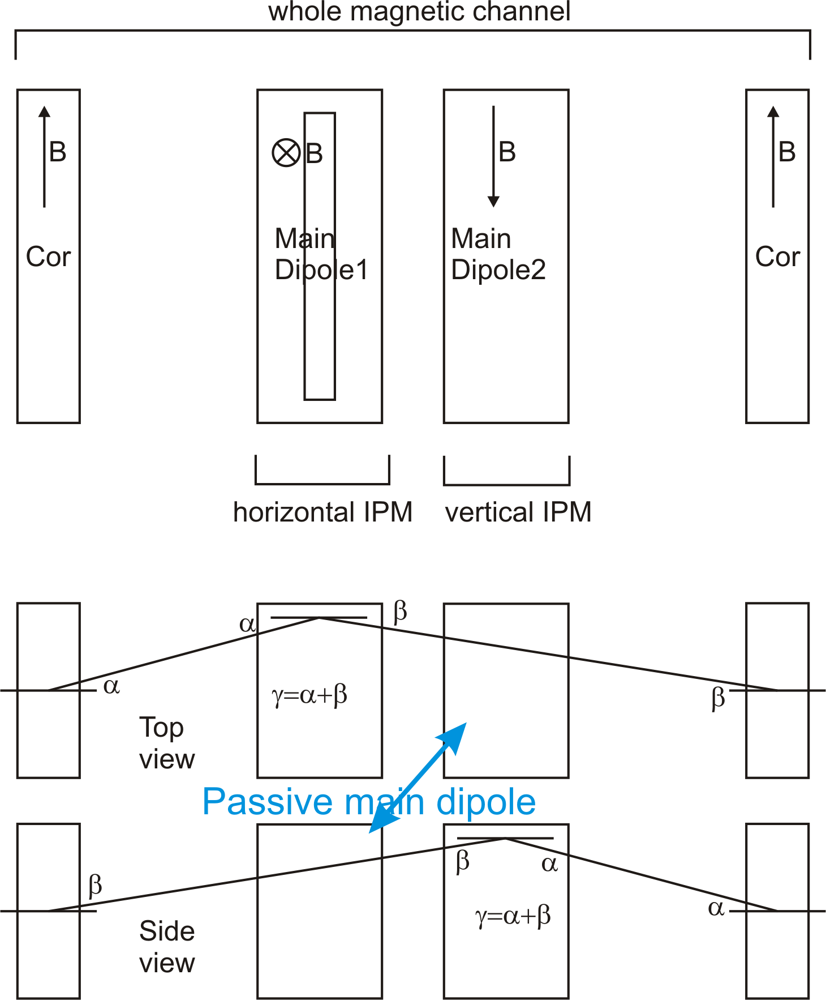 whole magnetic channel
B
B
B
B
Cor
Main
Dipole1
Main
Dipole2
Cor
horizontal IPM
vertical IPM
α
β
α
γ=α+β
β
Top
view
Passive main dipole
β
β
α
α
γ=α+β
Side
view